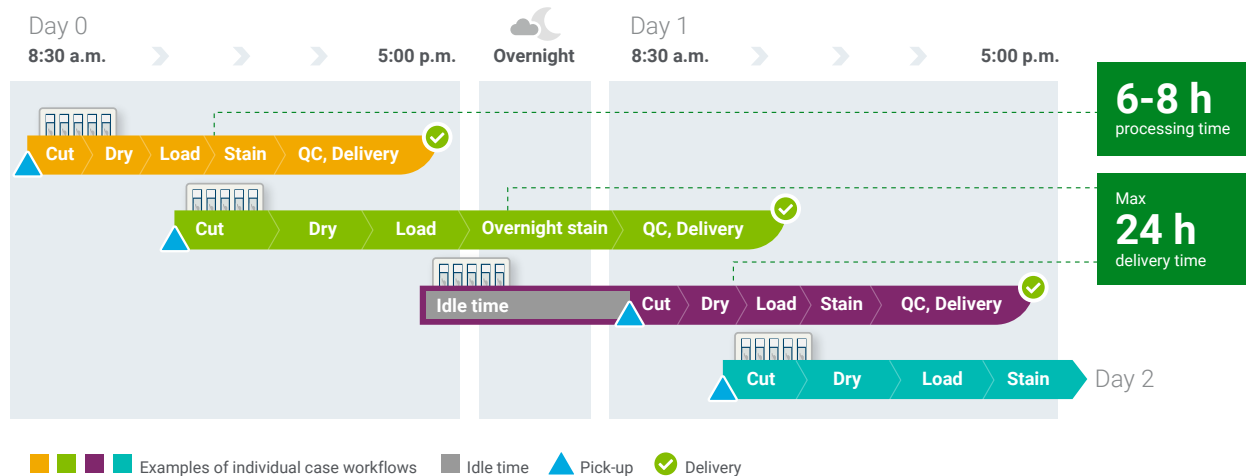 Day 0
Day 1
8:30 a.m.
5:00 p.m.
Overnight
8:30 a.m.
5:00 p.m.
6-8 h
processing time
Cut Dry Load Stain QC, Delivery
Max
24 h
delivery time
Cut Dry Load Overnight stain QC, Delivery
Idle time Cut Dry Load Stain QC, Delivery
Cut Dry Load Stain Day 2
Examples of individual case workflows Idle time Pick-up Delivery